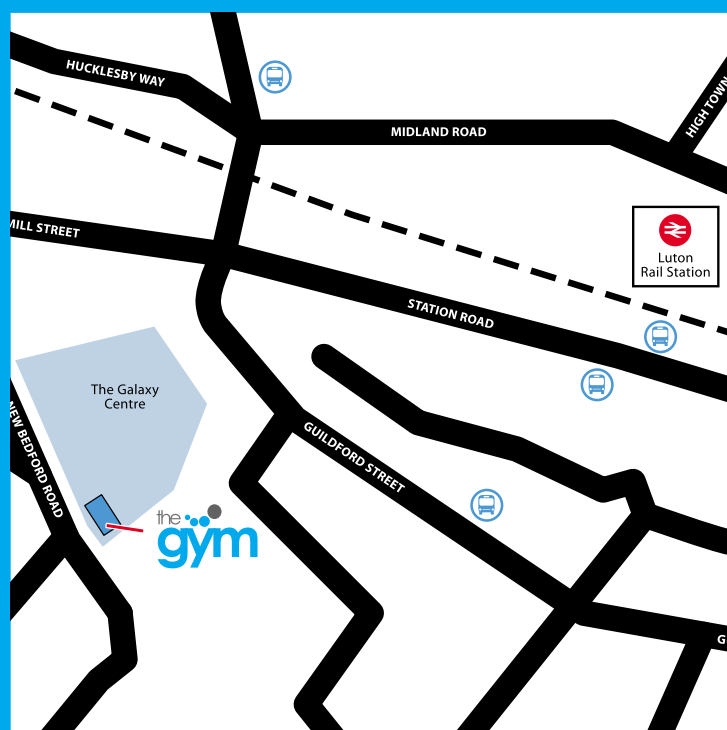 HUCKLESBY WAY
MIDLAND ROAD
HIGH TOWN
MILL STREET
Luton
Rail Station
STATION ROAD
The Galaxy
Centre
NEW BEDFORD ROAD
GUILDFORD STREET
the
gym
G